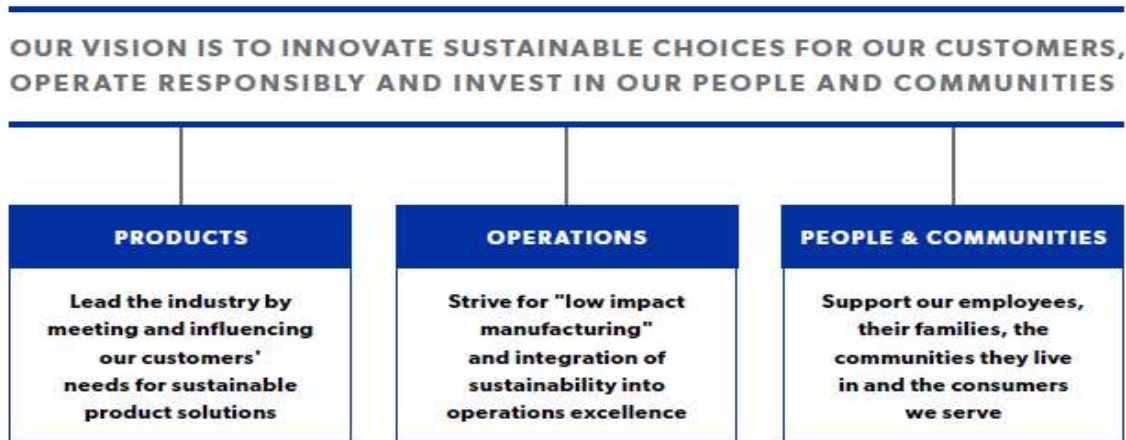 OUR VISION IS TO INNOVATE SUSTAINABLE CHOICES FOR OUR CUSTOMERS,
OPERATE RESPONSIBLY AND INVEST IN OUR PEOPLE AND COMMUNITIES
PRODUCTS
Lead the industry by
meeting and influencing
our customers'
needs for sustainable
product solutions
OPERATIONS
Strive for "low impact
manufacturing"
and integration of
sustainability into
operations excellence
PEOPLE & COMMUNITIES
Support our employees,
their families, the
communities they live
in and the consumers
we serve